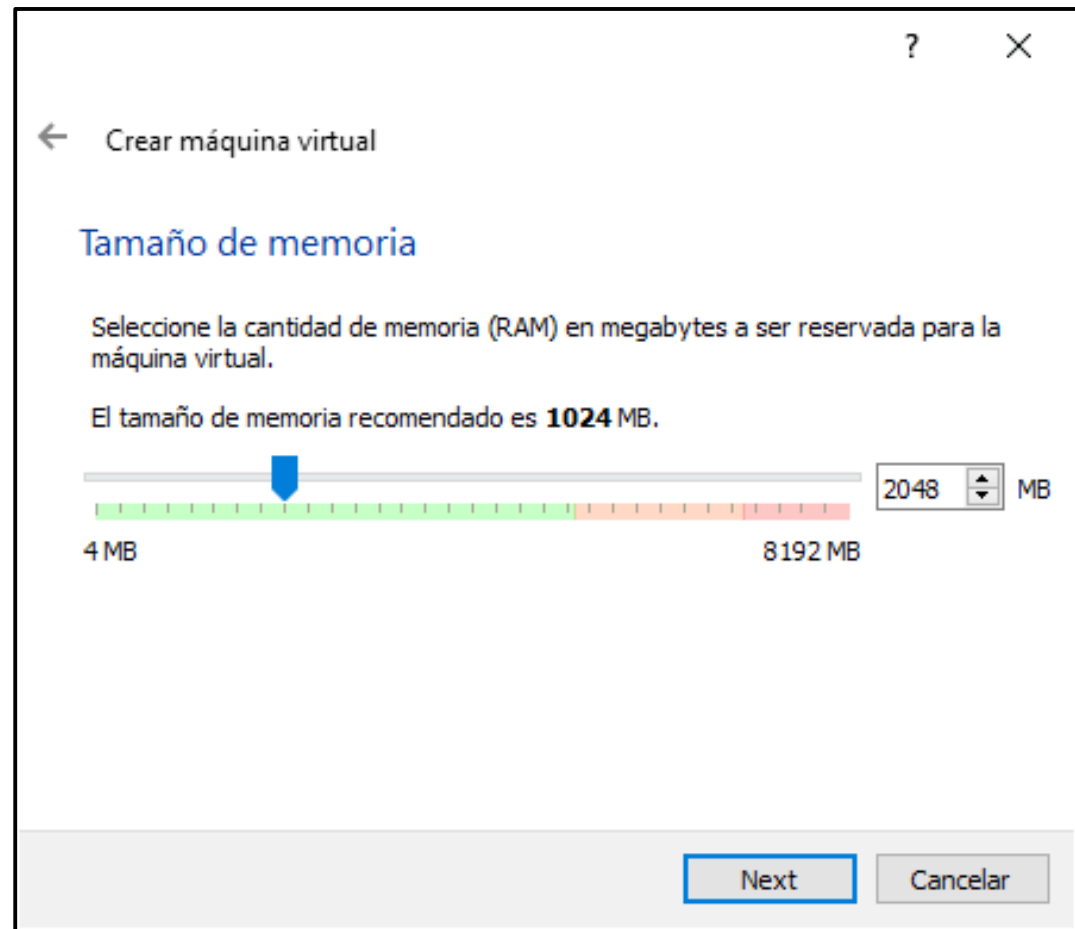 ?
Crear máquina virtual
Tamaño de memoria
Seleccione la cantidad de memoria (RAM) en megabytes a ser reservada para la
máquina virtual.
El tamaño de memoria recomendado es 1024 MB.
2048 MB
4 MB 8192 MB
Next Cancelar